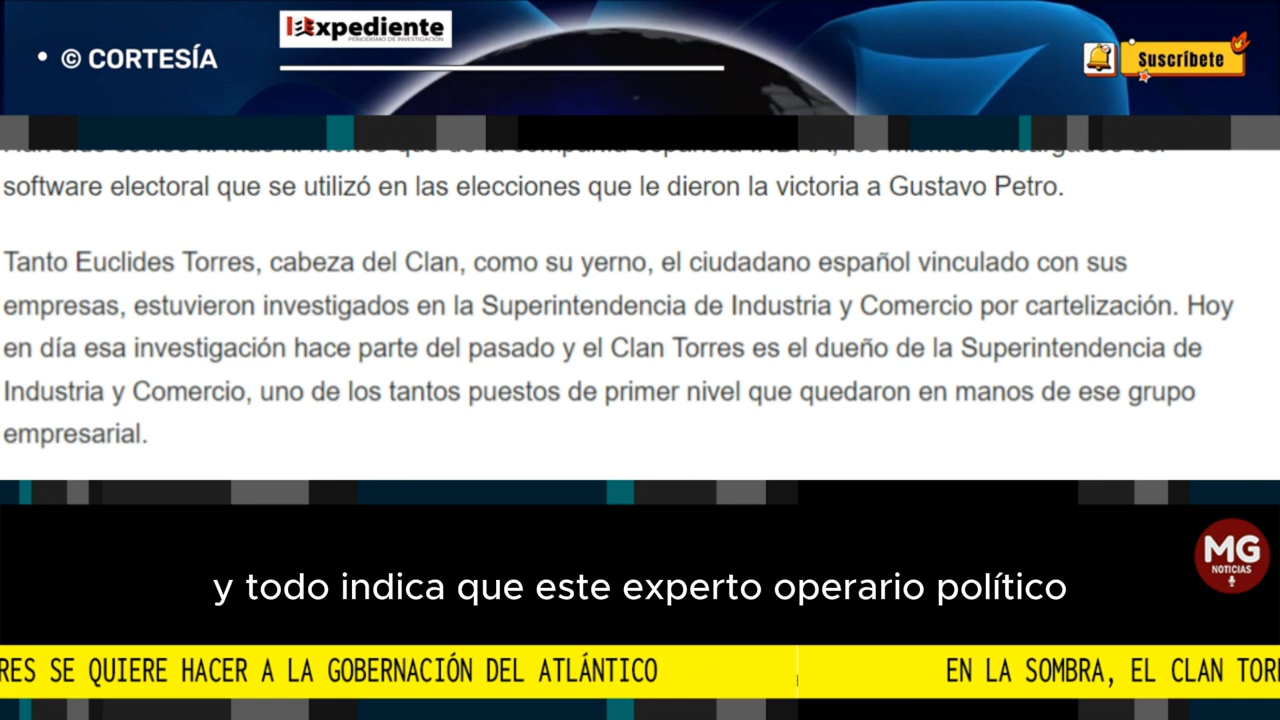 Expediente
PERIODISMO DE INVESTIGACIÓN
• © CORTESÍA
Suscríbete
software electoral que se utilizó en las elecciones que le dieron la victoria a Gustavo Petro.
Tanto Euclides Torres, cabeza del Clan, como su yerno, el ciudadano español vinculado con sus
empresas, estuvieron investigados en la Superintendencia de Industria y Comercio por cartelización. Hoy
en día esa investigación hace parte del pasado y el Clan Torres es el dueño de la Superintendencia de
Industria y Comercio, uno de los tantos puestos de primer nivel que quedaron en manos de ese grupo
empresarial.
MG
NOTICIAS
y todo indica que este experto operario político
RES SE QUIERE HACER A LA GOBERNACIÓN DEL ATLÁNTICO EN LA SOMBRA, EL CLAN TORR